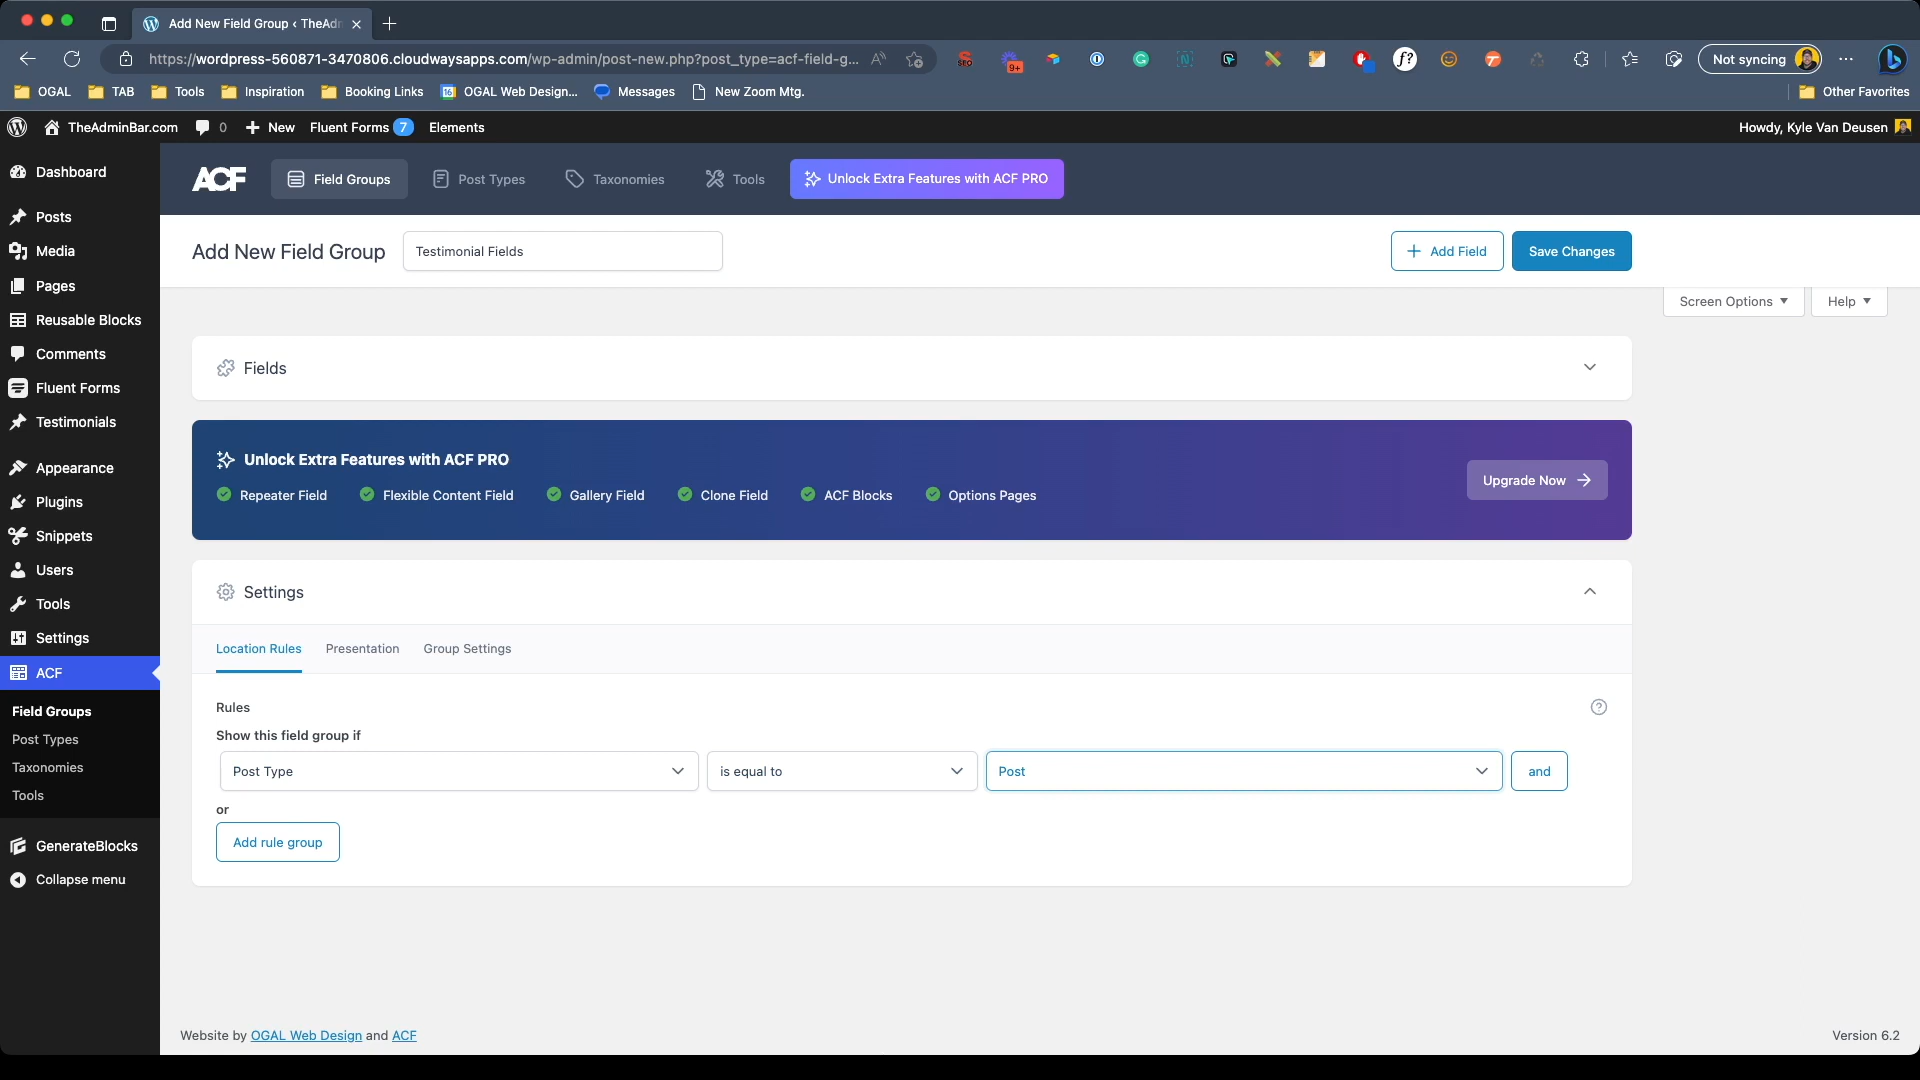 Add New Field Group ‹ TheAdm
https://wordpress-560871-3470806.cloudwaysapps.com/wp-admin/post-new.php?post_type=acf-field-g...
SEO
9+
f?
Not syncing
OGAL
TAB
Tools
Inspiration
Booking Links
16
OGAL Web Design...
Messages
New Zoom Mtg.
Other Favorites
TheAdminBar.com
0
New
Fluent Forms 7
Elements
Howdy, Kyle Van Deusen
Dashboard
Posts
Media
Pages
Reusable Blocks
Comments
Fluent Forms
Testimonials
Appearance
Plugins
Snippets
Users
Tools
Settings
ACF
Field Groups
Post Types
Taxonomies
Tools
GenerateBlocks
Collapse menu
ACF
Field Groups
Post Types
Taxonomies
Tools
Unlock Extra Features with ACF PRO
Add New Field Group
Testimonial Fields
Add Field
Save Changes
Screen Options
Help
Fields
Unlock Extra Features with ACF PRO
Repeater Field
Flexible Content Field
Gallery Field
Clone Field
ACF Blocks
Options Pages
Upgrade Now
Settings
Location Rules
Presentation
Group Settings
Rules
Show this field group if
Post Type
is equal to
Post
and
or
Add rule group
Website by OGAL Web Design and ACF
Version 6.2